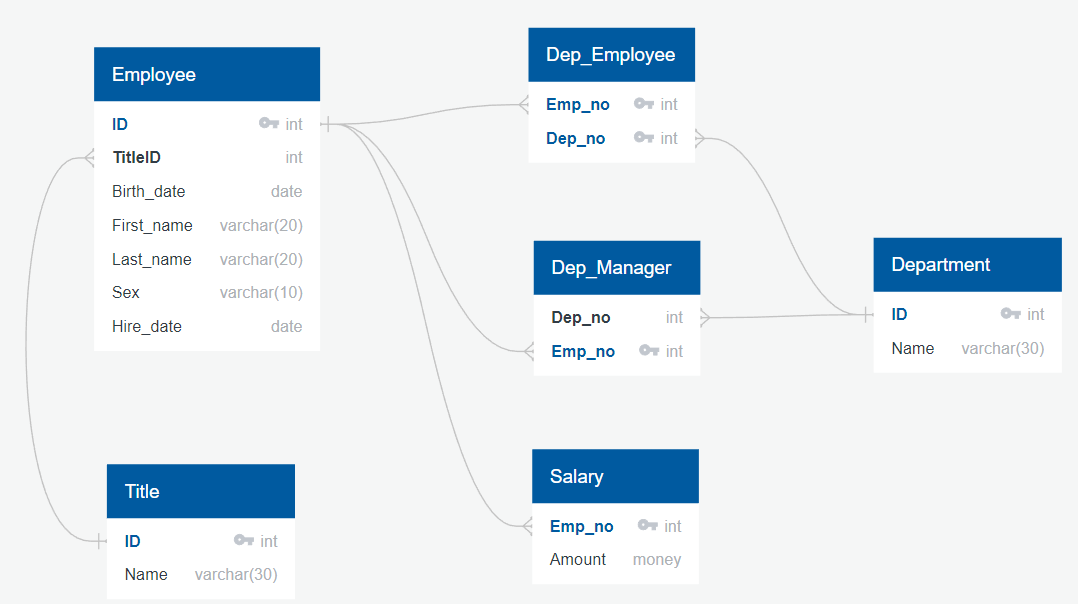 Employee
ID int
TitleID int
Birth_date date
First_name varchar(20)
Last_name varchar(20)
Sex varchar(10)
Hire_date date
Title
ID int
Name varchar(30)
Dep_Employee
Emp_no int
Dep_no int
Dep_Manager
Dep_no int
Emp_no int
Salary
Emp_no int
Amount money
Department
ID int
Name varchar(30)